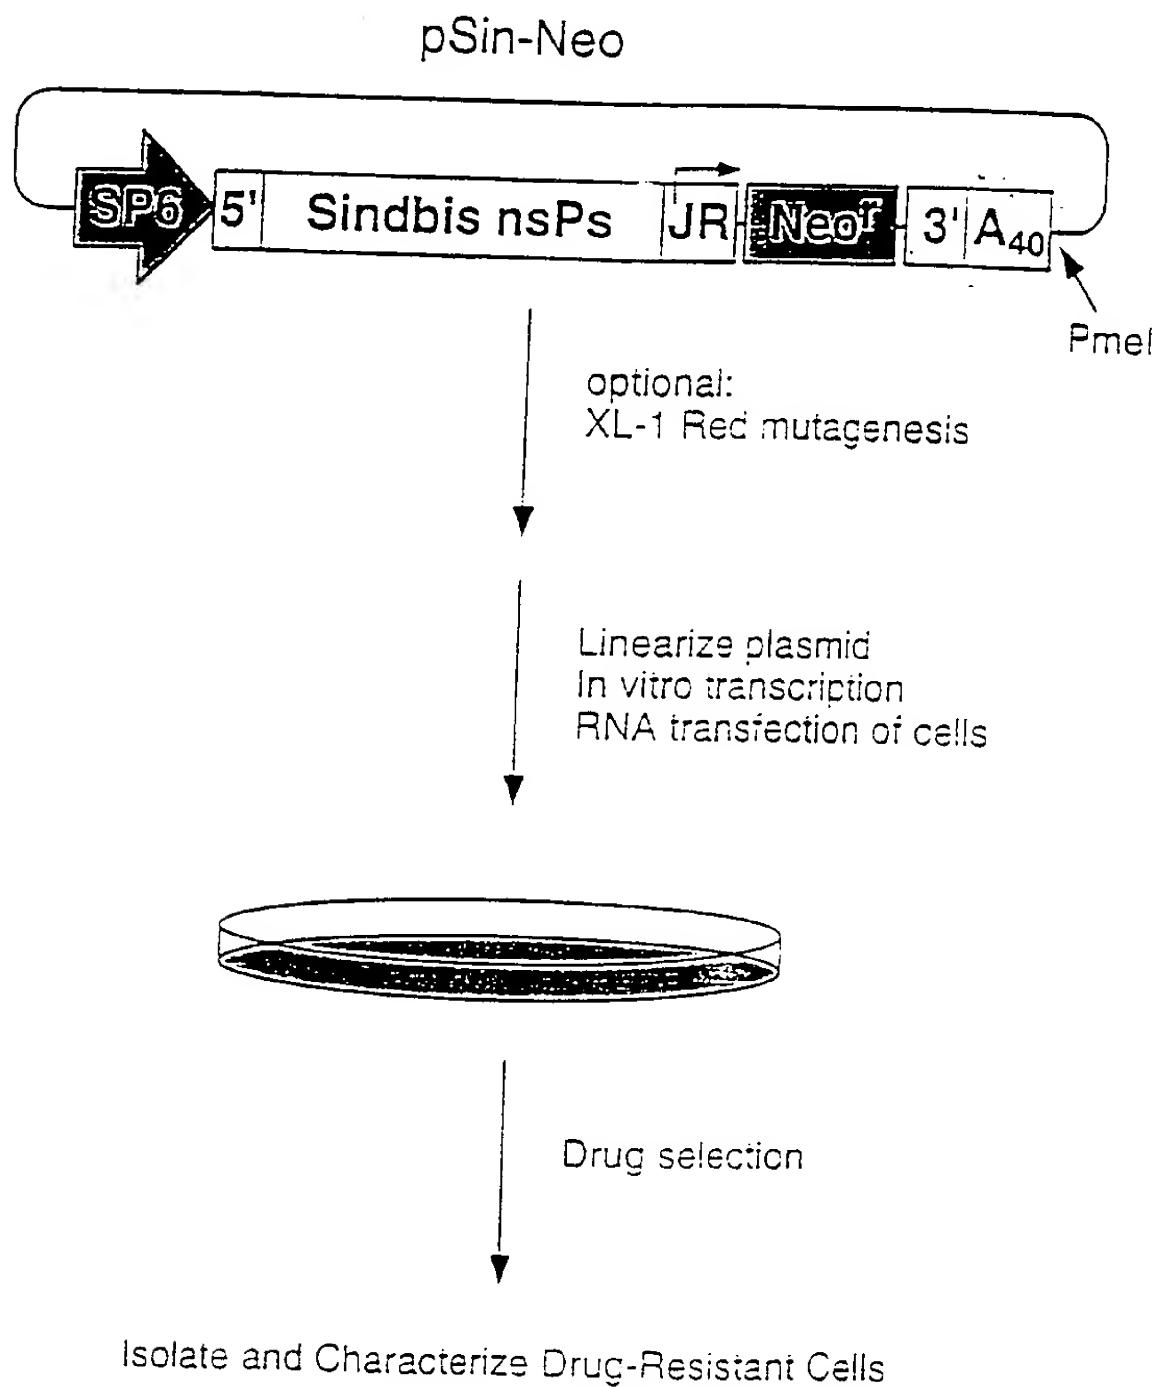 pSin-Neo
SP6 5' Sindbis nsPs JR Neoʳ 3' A₄₀
PmeI
optional:
XL-1 Red mutagenesis
Linearize plasmid
In vitro transcription
RNA transfection of cells
Drug selection
Isolate and Characterize Drug-Resistant Cells